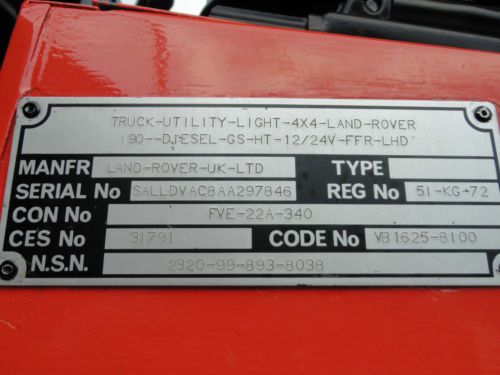 TRUCK-UTILITY-LIGHT-4X4-LAND-ROVER
90--DIESEL-GS-HT-12/24V-FFR-LHD
MANFR LAND-ROVER-UK-LTD TYPE
SERIAL No SALLDVAC8AA297846 REG No 51-KG-72
CON No FVE-22A-340
CES No 31791 CODE No VB1625-8100
N.S.N. 2320-99-893-8038